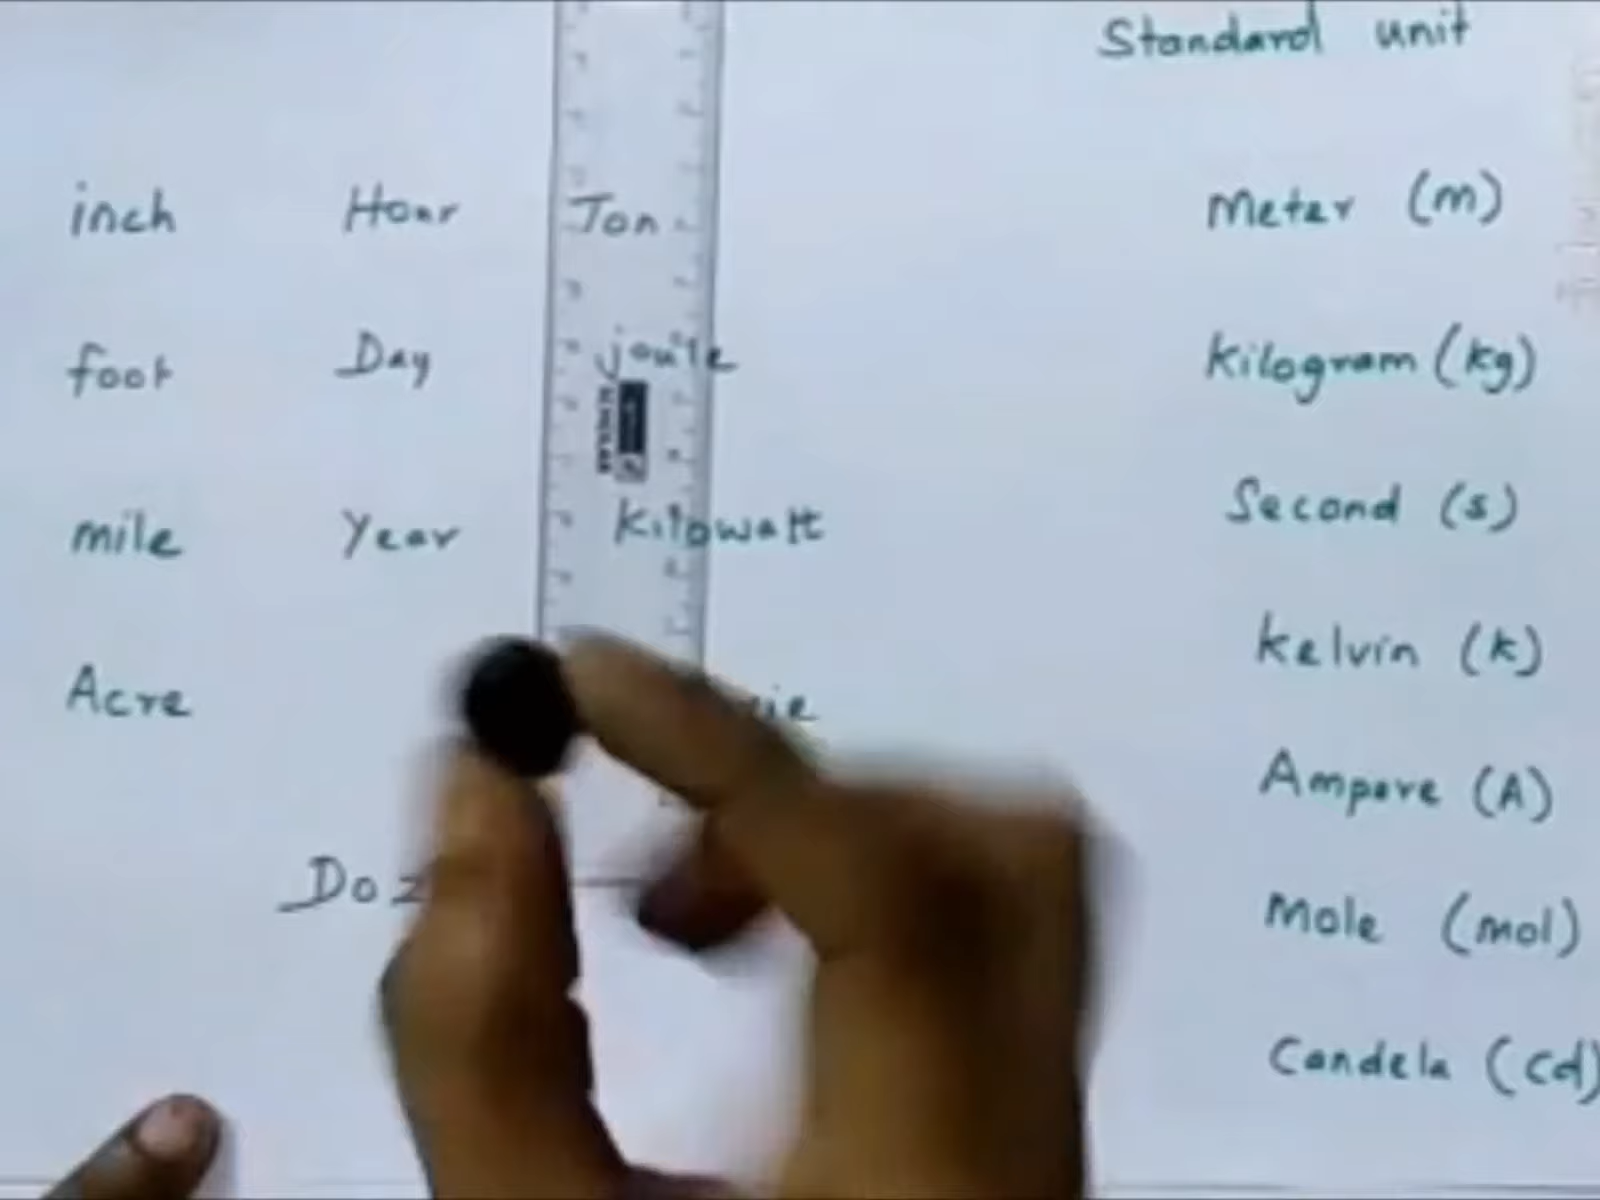 Standard unit
inch Hour Ton Meter (m)
foot Day joule Kilogram (kg)
mile Year Kilowatt Second (s)
Kelvin (k)
Acre
Ampere (A)
Mole (mol)
Candela (cd)